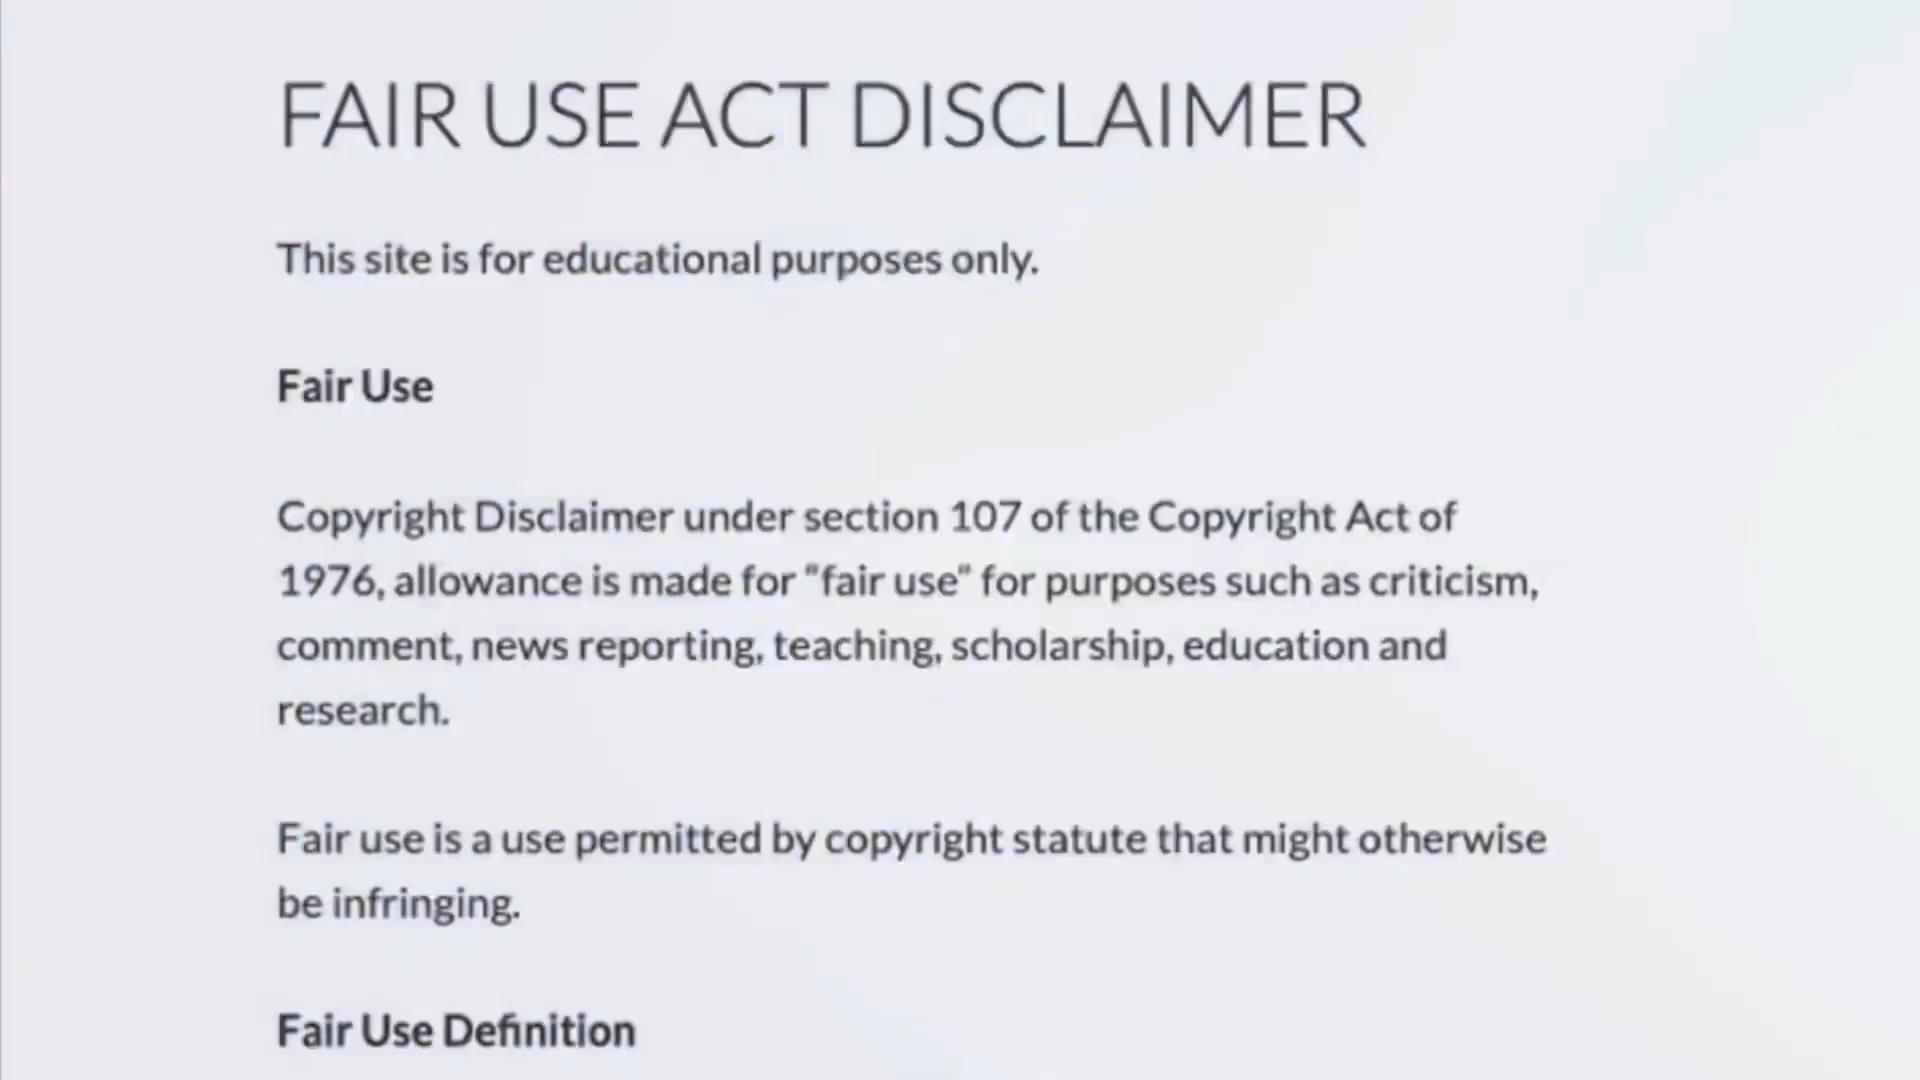 FAIR USE ACT DISCLAIMER
This site is for educational purposes only.
Fair Use
Copyright Disclaimer under section 107 of the Copyright Act of
1976, allowance is made for "fair use" for purposes such as criticism,
comment, news reporting, teaching, scholarship, education and
research.
Fair use is a use permitted by copyright statute that might otherwise
be infringing.
Fair Use Definition